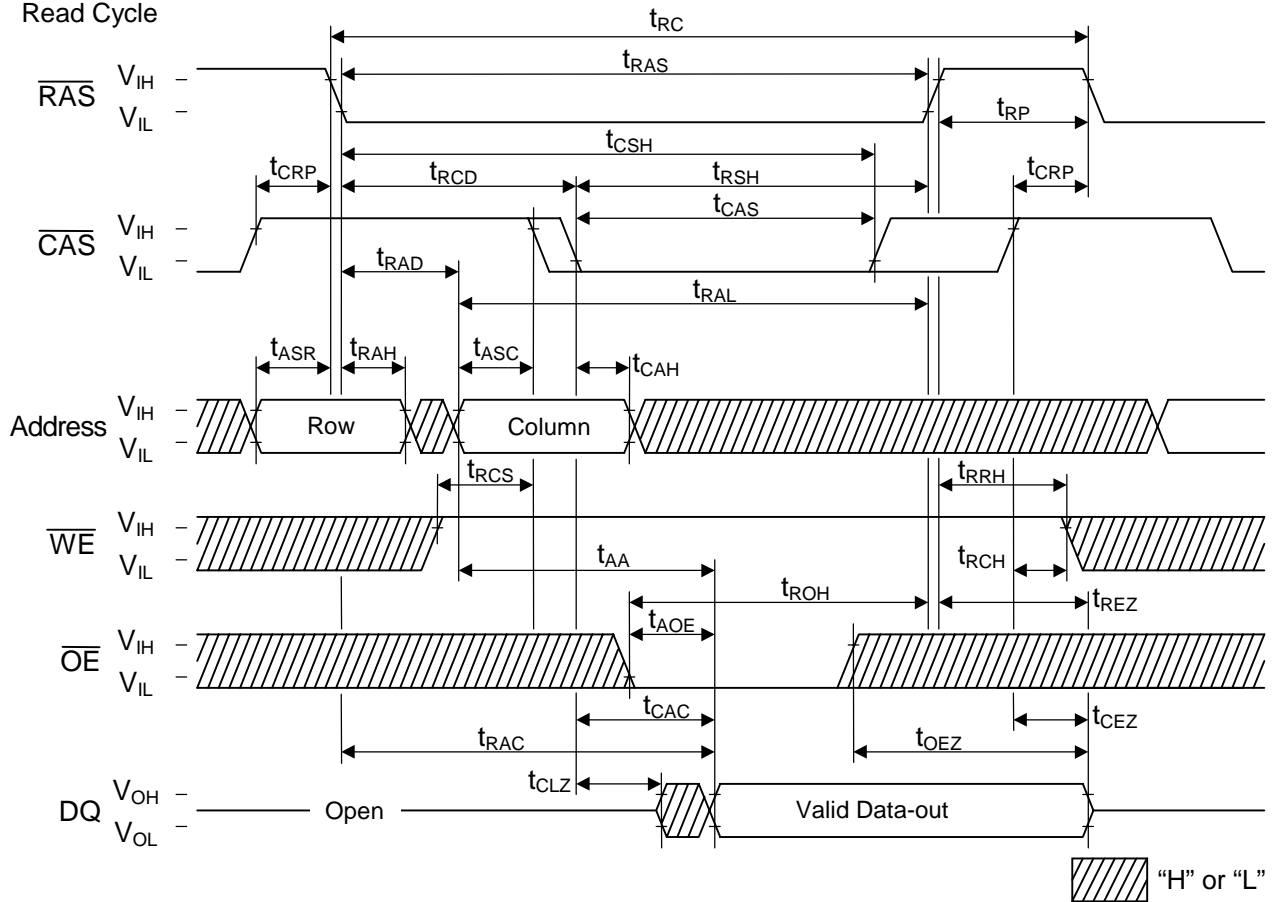 Read Cycle
tRC
RAS
VIH
VIL
tRAS
tRP
tCSH
tCRP
tRCD
tRSH
tCRP
tCAS
CAS
VIH
VIL
tRAD
tRAL
tASR
tRAH
tASC
tCAH
Address
VIH
VIL
Row
Column
tRCS
tRRH
WE
VIH
VIL
tAA
tRCH
tROH
tREZ
tAOE
OE
VIH
VIL
tCAC
tCEZ
tRAC
tOEZ
tCLZ
DQ
VOH
VOL
Open
Valid Data-out
“H” or “L”